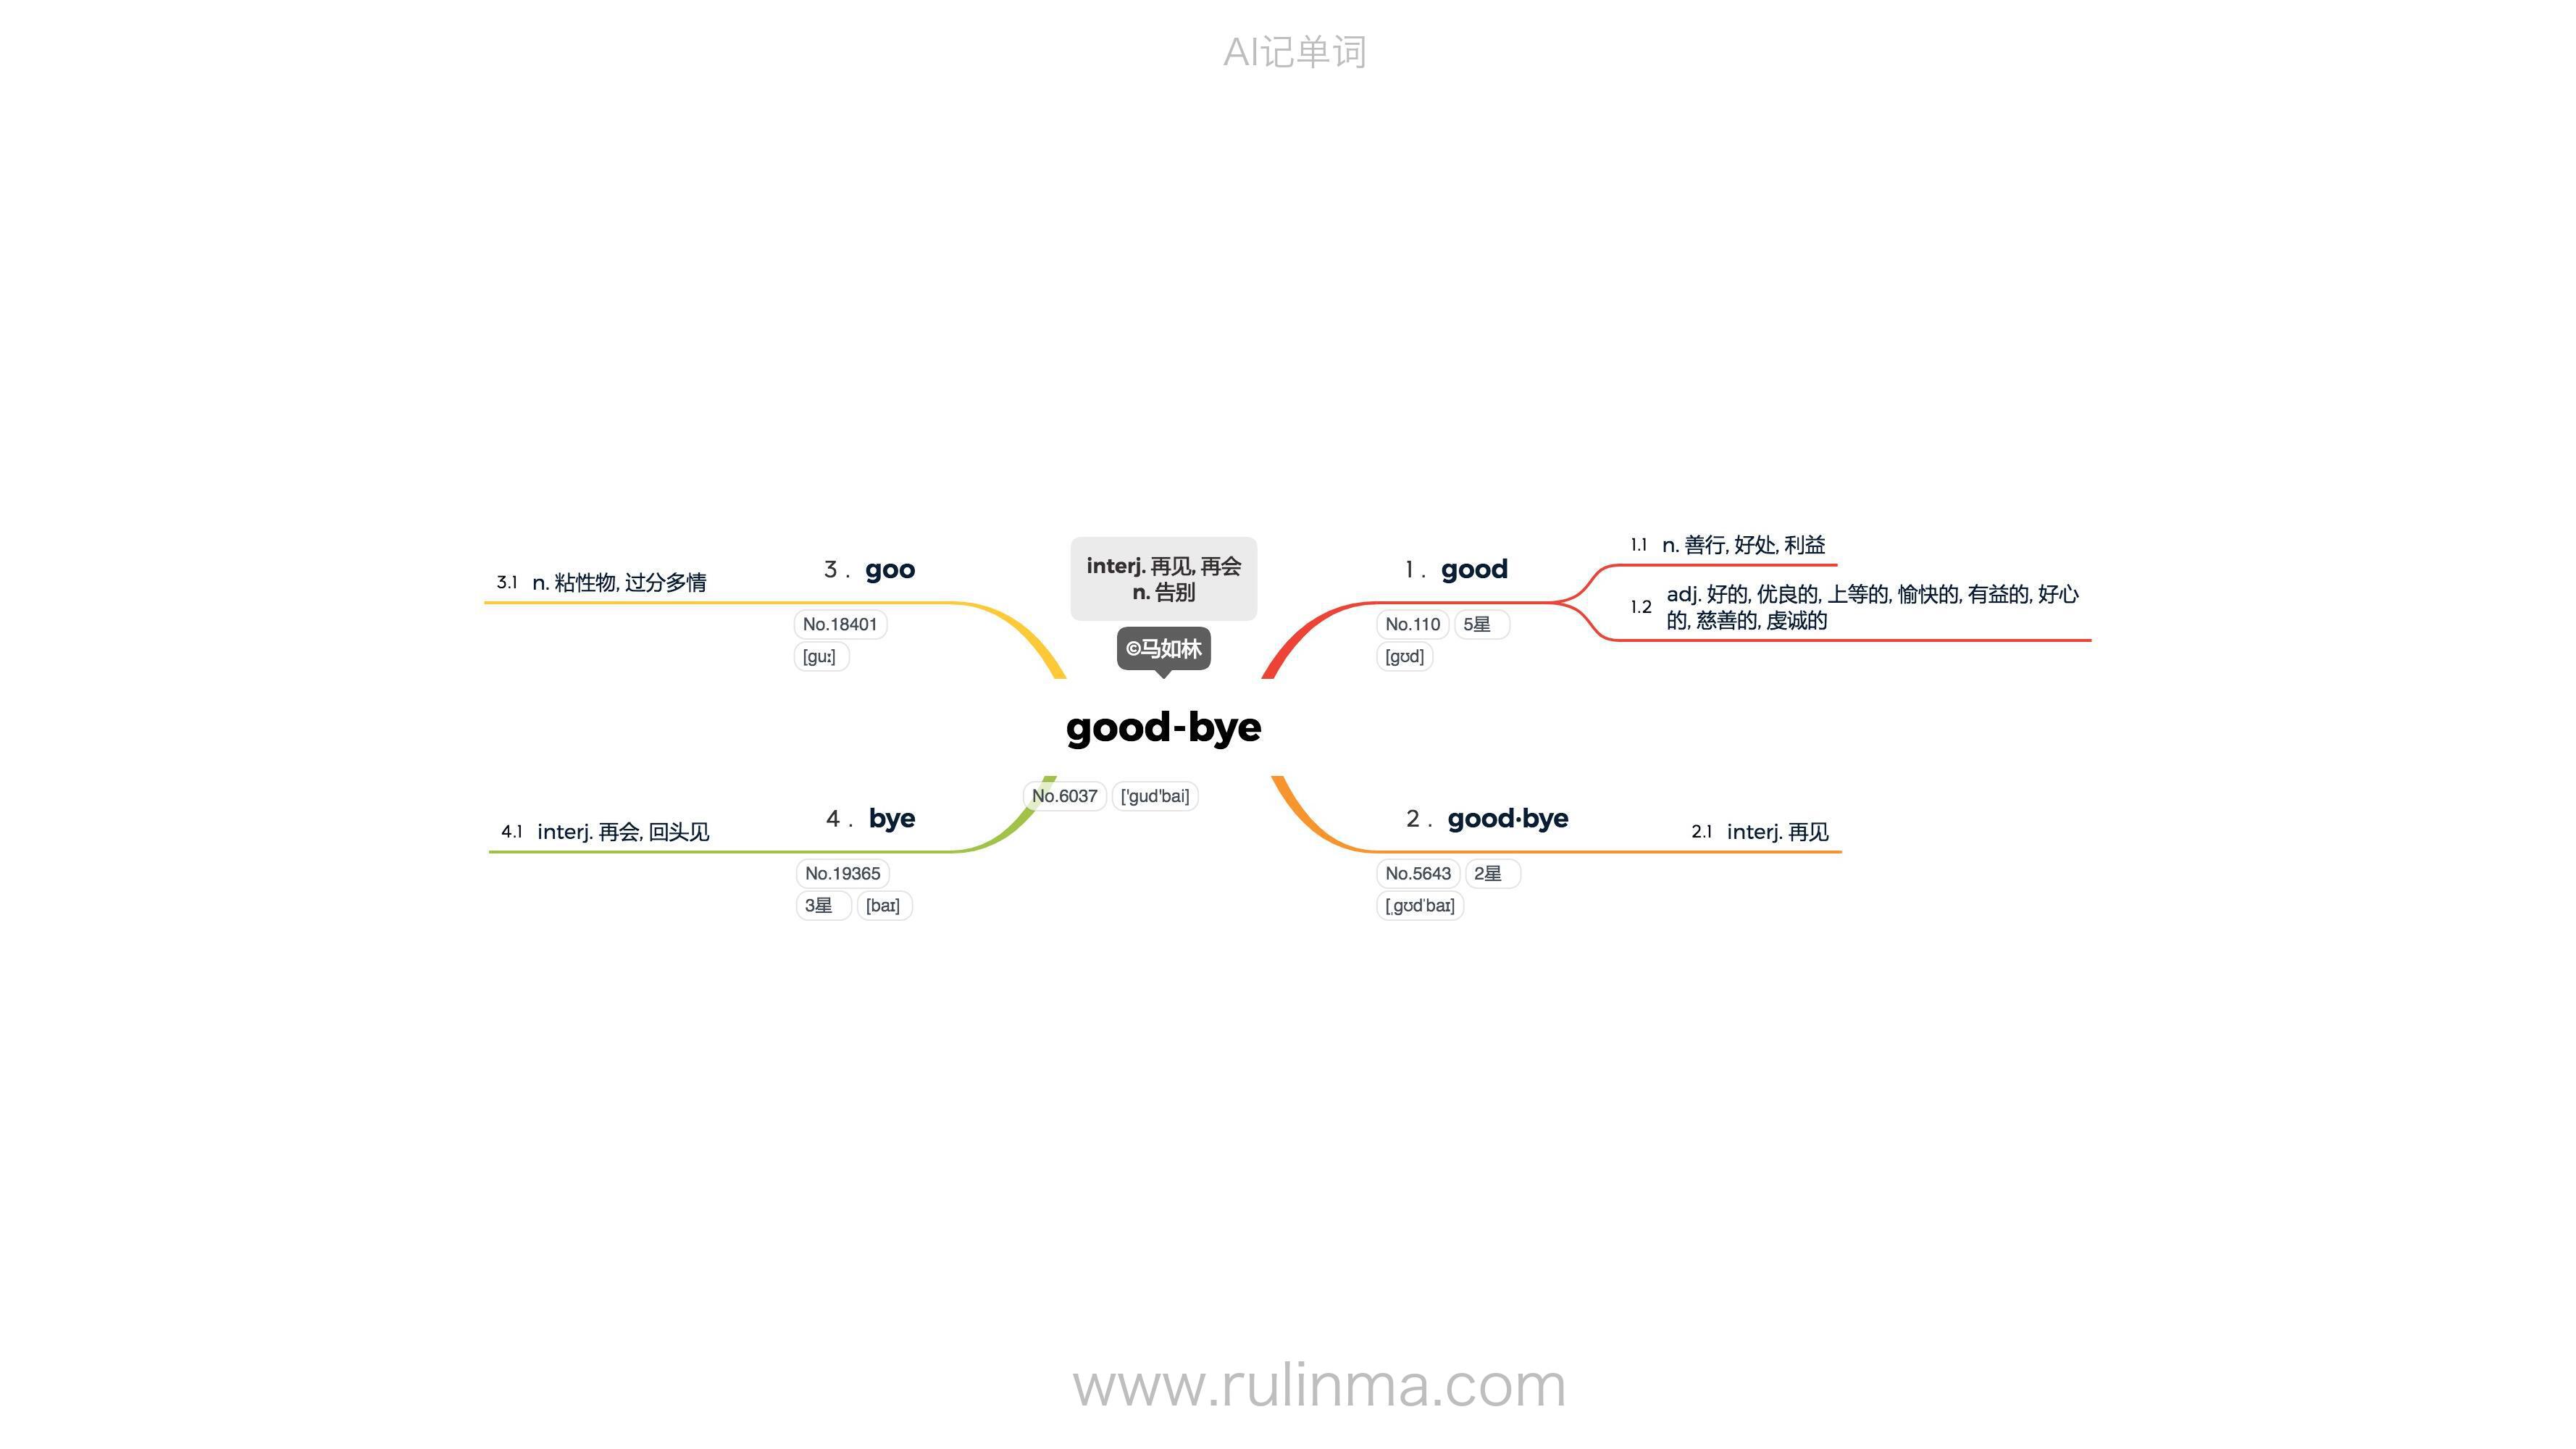 AI记单词
interj. 再见, 再会
n. 告别
©马如林
good-bye
No.6037 ['gud'bai]
1 . good
No.110 5星
[gʊd]
1.1 n. 善行, 好处, 利益
1.2 adj. 好的, 优良的, 上等的, 愉快的, 有益的, 好心
的, 慈善的, 虔诚的
2 . good·bye
No.5643 2星
[ˌgʊdˈbaɪ]
2.1 interj. 再见
3 . goo
No.18401
[guː]
3.1 n. 粘性物, 过分多情
4 . bye
No.19365
3星 [baɪ]
4.1 interj. 再会, 回头见
www.rulinma.com